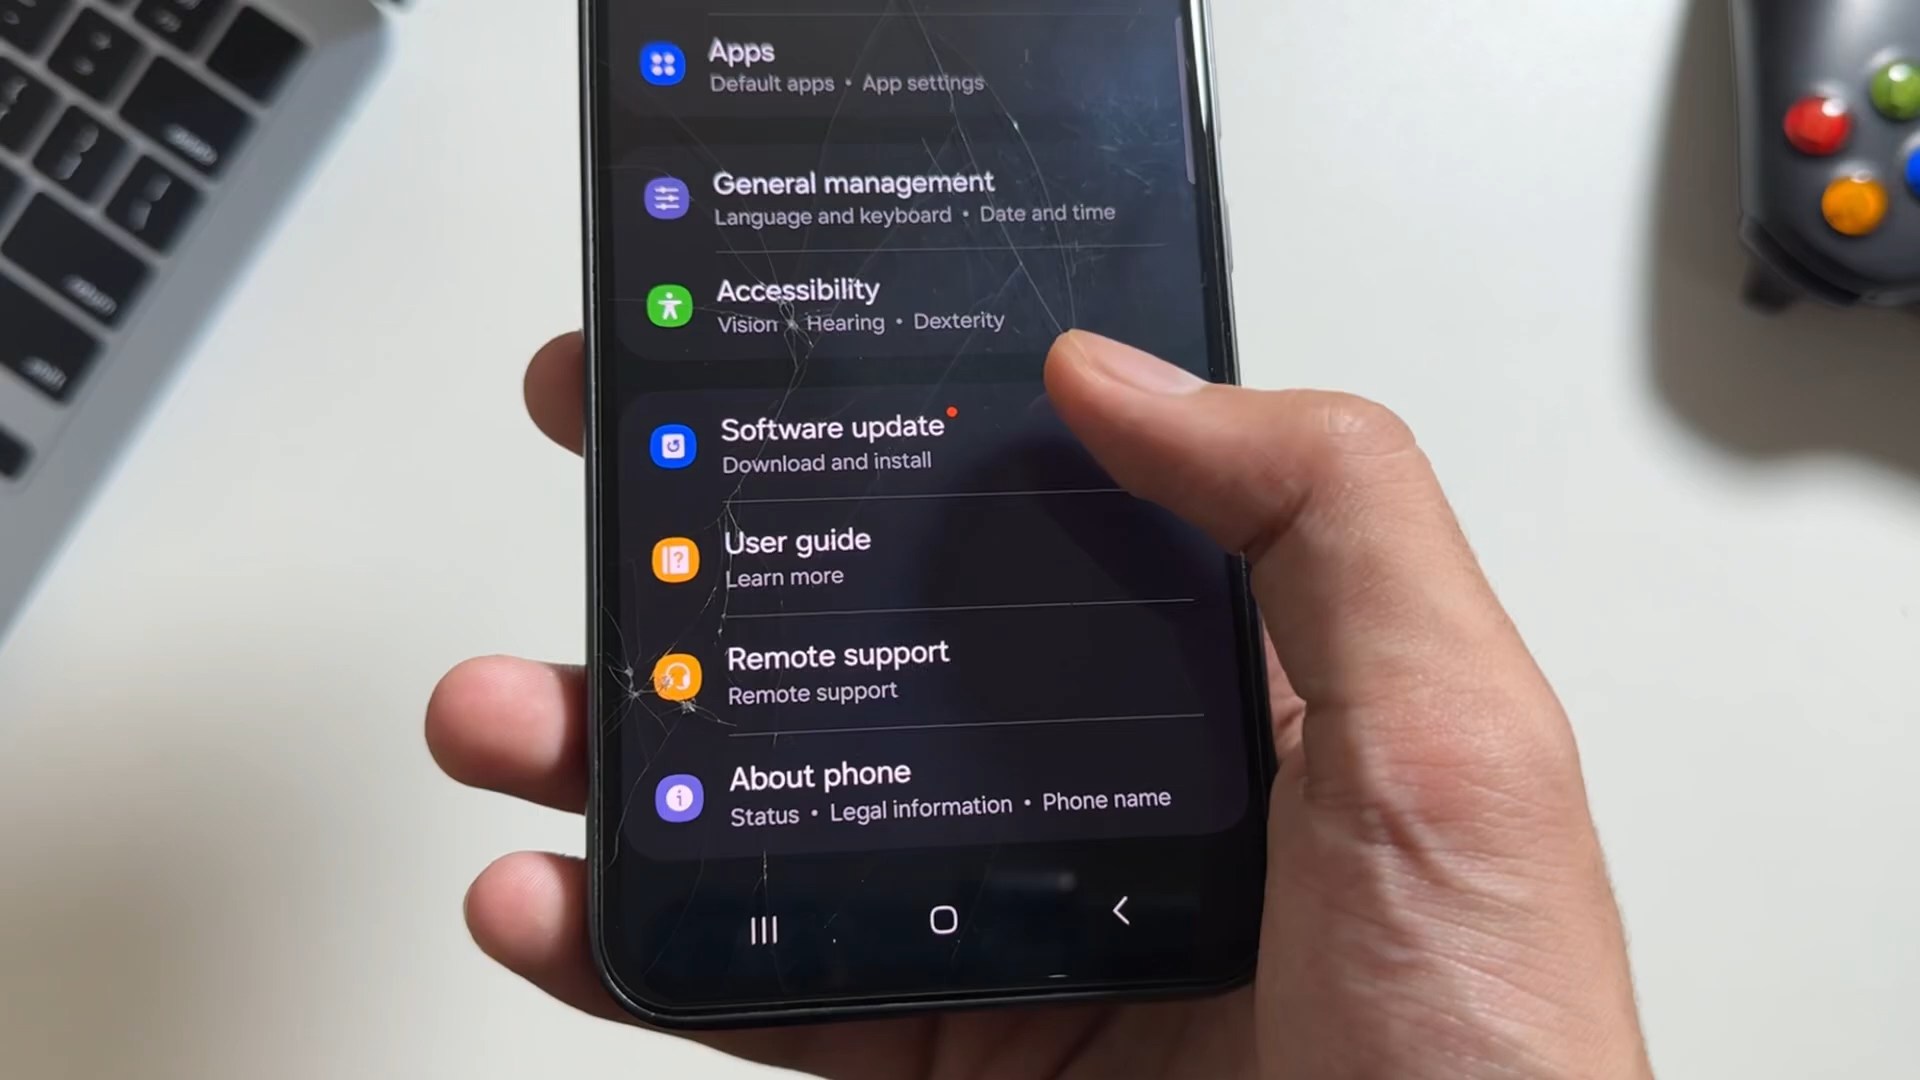 Apps
Default apps • App settings
General management
Language and keyboard • Date and time
Accessibility
Vision • Hearing • Dexterity
Software update
Download and install
User guide
Learn more
Remote support
Remote support
About phone
Status • Legal information • Phone name